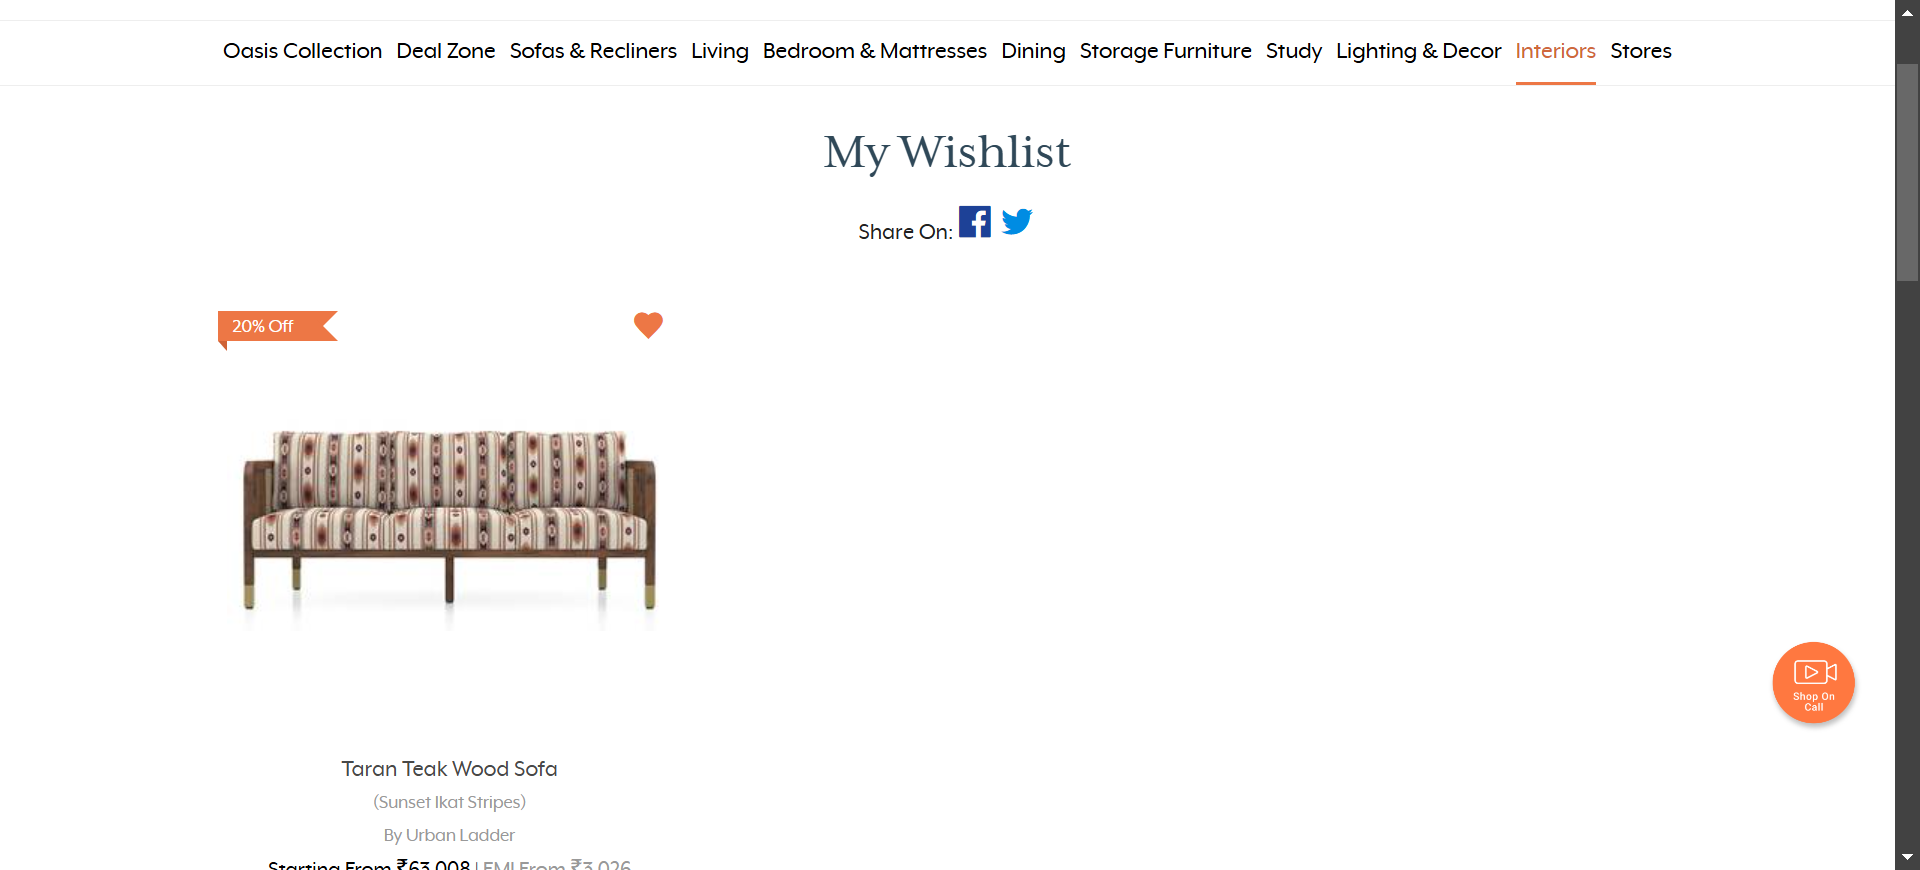 Oasis Collection Deal Zone Sofas & Recliners Living Bedroom & Mattresses Dining Storage Furniture Study Lighting & Decor Interiors Stores
My Wishlist
Share On:
20% Off
Shop On
Call
Taran Teak Wood Sofa
(Sunset Ikat Stripes)
By Urban Ladder
Starting From ₹63,008 | EMI From ₹3,026